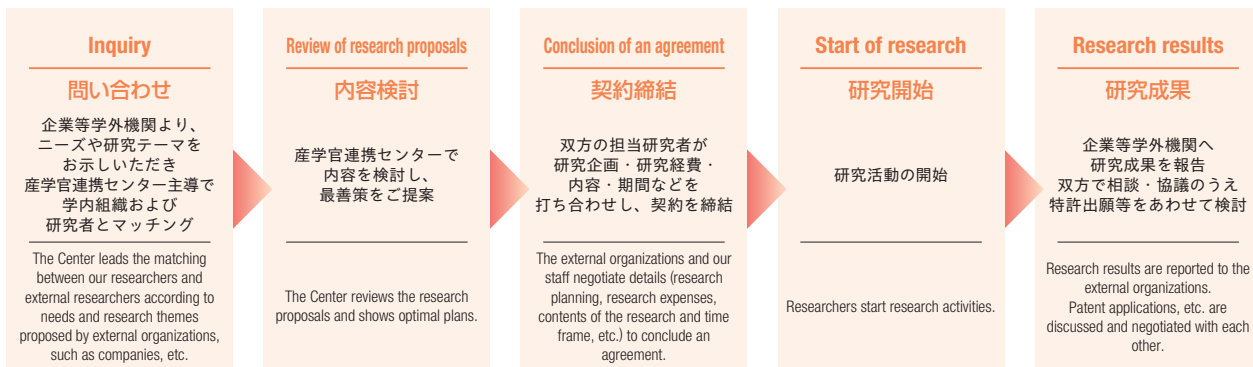 Inquiry
問い合わせ
企業等学外機関より、
ニーズや研究テーマを
お示しいただき
産学官連携センター主導で
学内組織および
研究者とマッチング
The Center leads the matching
between our researchers and
external researchers according to
needs and research themes
proposed by external organizations,
such as companies, etc.
Review of research proposals
内容検討
産学官連携センターで
内容を検討し、
最善策をご提案
The Center reviews the research
proposals and shows optimal plans.
Conclusion of an agreement
契約締結
双方の担当研究者が
研究企画・研究経費・
内容・期間などを
打ち合わせし、契約を締結
The external organizations and our
staff negotiate details (research
planning, research expenses,
contents of the research and time
frame, etc.) to conclude an
agreement.
Start of research
研究開始
研究活動の開始
Researchers start research activities.
Research results
研究成果
企業等学外機関へ
研究成果を報告
双方で相談・協議のうえ
特許出願等をあわせて検討
Research results are reported to the
external organizations.
Patent applications, etc. are
discussed and negotiated with each
other.